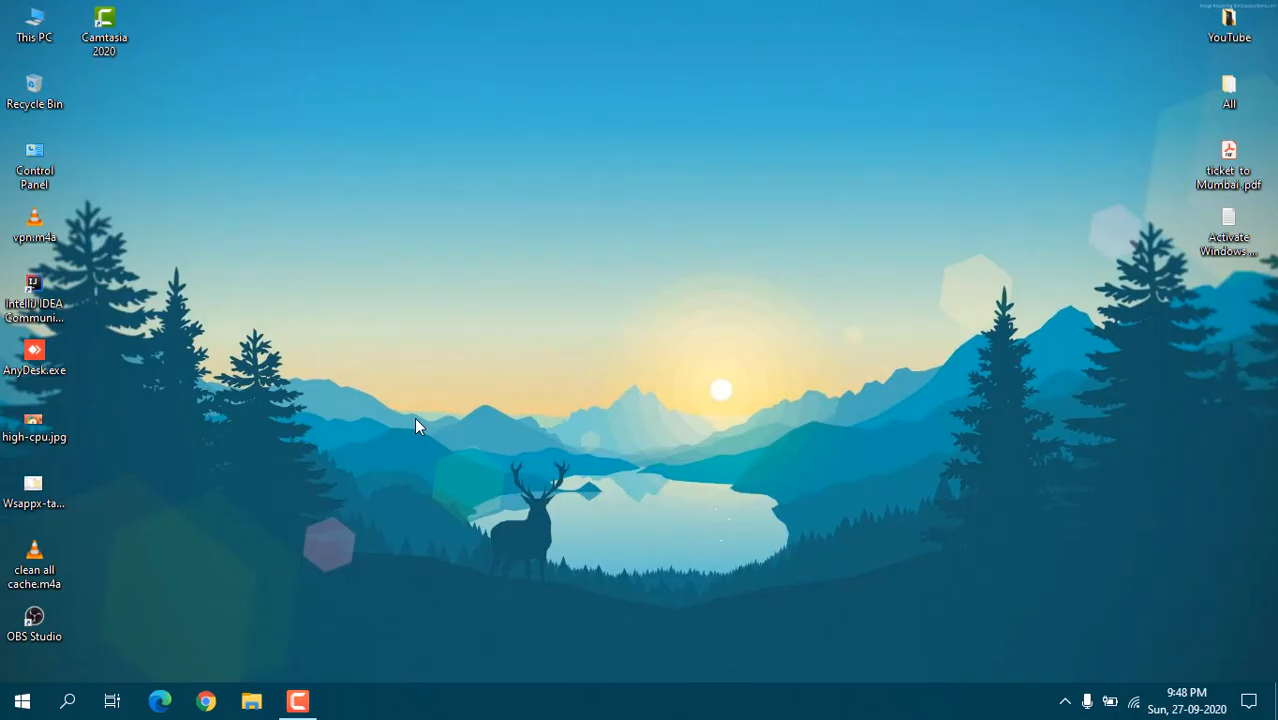 This PC
Camtasia
2020
Recycle Bin
Control
Panel
vpn.m4a
IntelliJ IDEA
Communi...
AnyDesk.exe
high-cpu.jpg
Wsappx-ta...
clean all
cache.m4a
OBS Studio
YouTube
All
ticket to
Mumbai.pdf
Activate
Windows ...
9:48 PM
Sun, 27-09-2020